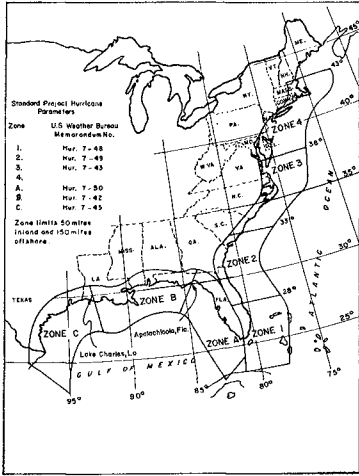 Standard Project Hurricane
Parameters
Zone U.S Weather Bureau
Memorandum No.
1. Hur. 7-48
2. Hur. 7-49
3. Hur. 7-43
4.
A. Hur. 7-50
B. Hur. 7-42
C. Hur. 7-45
Zone limits 50 miles
inland and 150 miles
offshore.
ME.
VT.
N.H.
MASS
N.Y.
PA.
W.VA
VA
N.C.
S.C.
GA.
ALA.
MISS.
LA
TEXAS
FLA.
ZONE 4
ZONE 3
ZONE 2
ZONE 1
ZONE A
ZONE B
ZONE C
Apalachicola, Fla.
Lake Charles, Lo
GULF OF MEXICO
ATLANTIC
OCEAN
45°
43°
40°
36°
35°
33°
30°
28°
25°
95°
90°
85°
80°
75°